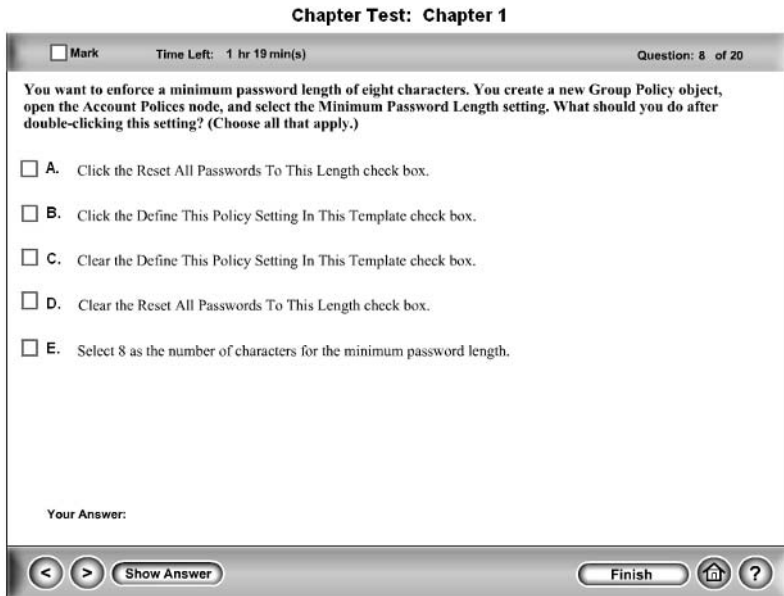 Chapter Test: Chapter 1
Mark
Time Left: 1 hr 19 min(s)
Question: 8 of 20
You want to enforce a minimum password length of eight characters. You create a new Group Policy object,
open the Account Polices node, and select the Minimum Password Length setting. What should you do after
double-clicking this setting? (Choose all that apply.)
A. Click the Reset All Passwords To This Length check box.
B. Click the Define This Policy Setting In This Template check box.
C. Clear the Define This Policy Setting In This Template check box.
D. Clear the Reset All Passwords To This Length check box.
E. Select 8 as the number of characters for the minimum password length.
Your Answer:
< > Show Answer Finish ?